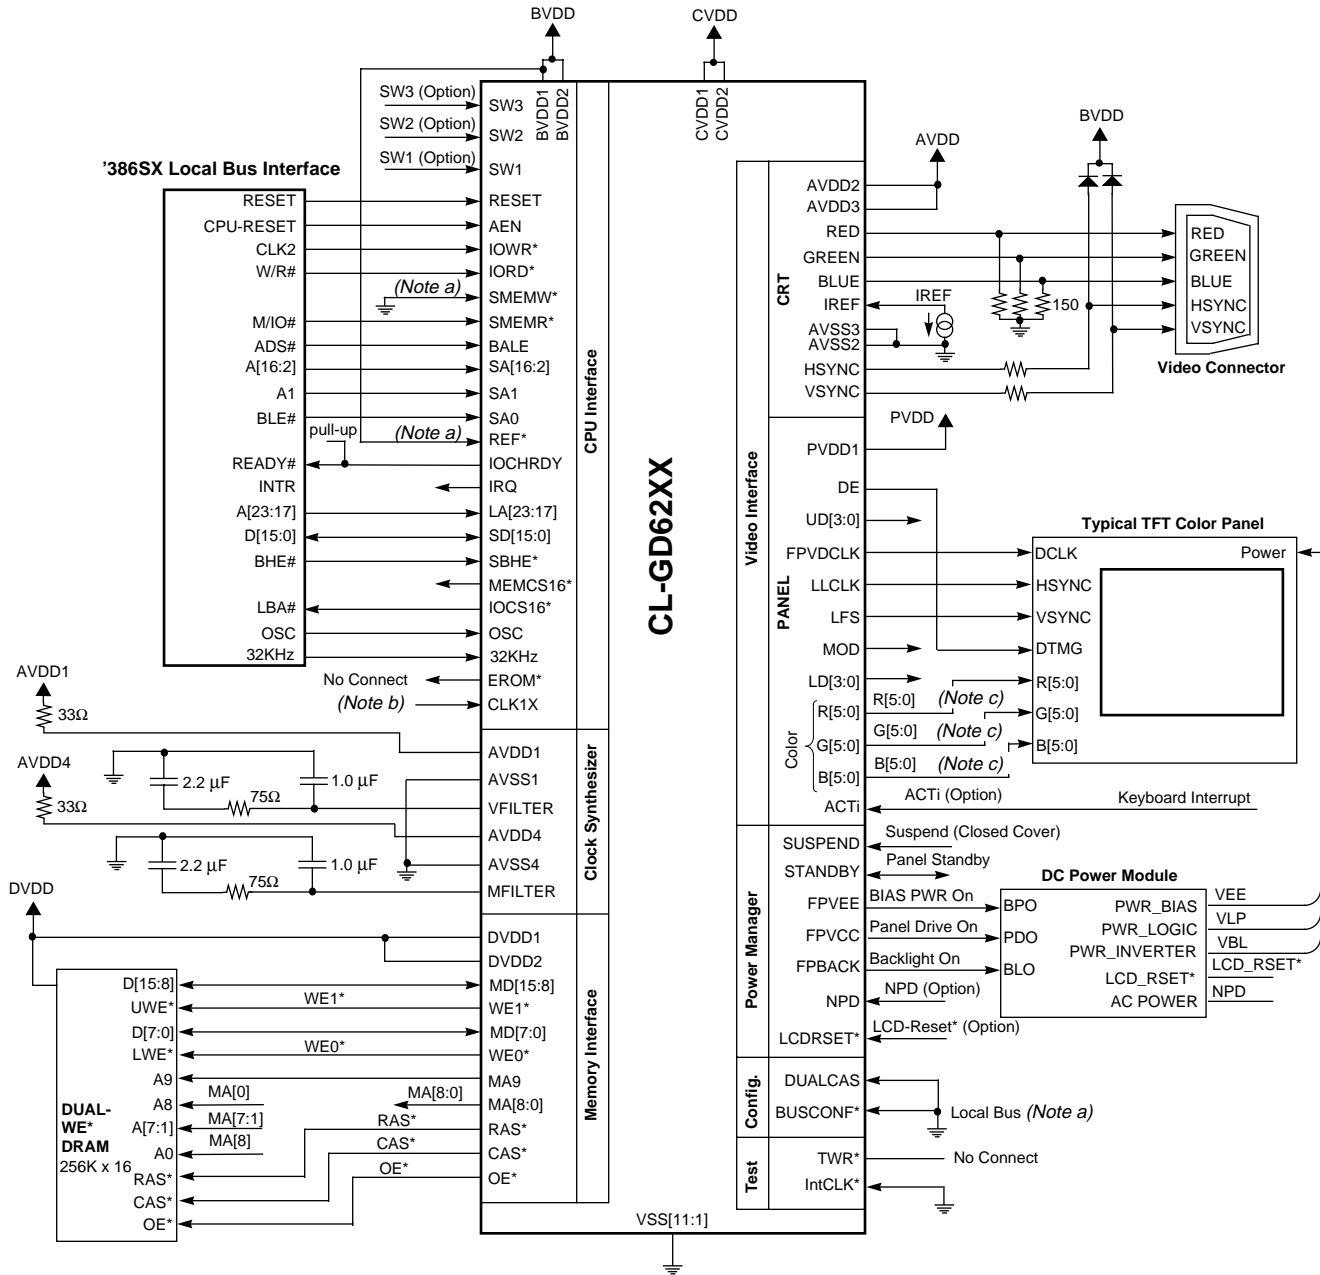 BVDD
CVDD
SW3 (Option)
SW3
SW2 (Option)
SW2
SW1 (Option)
SW1
BVDD1
BVDD2
CVDD1
CVDD2
'386SX Local Bus Interface
RESET
RESET
CPU-RESET
AEN
CLK2
IOWR*
W/R#
IORD*
(Note a)
SMEMW*
M/IO#
SMEMR*
ADS#
BALE
A[16:2]
SA[16:2]
A1
SA1
BLE#
SA0
pull-up
(Note a)
REF*
READY#
IOCHRDY
INTR
IRQ
A[23:17]
LA[23:17]
D[15:0]
SD[15:0]
BHE#
SBHE*
MEMCS16*
LBA#
IOCS16*
OSC
OSC
32KHz
32KHz
No Connect
EROM*
(Note b)
CLK1X
CPU Interface
AVDD1
33Ω
AVDD1
AVSS1
2.2 µF
1.0 µF
75Ω
VFILTER
AVDD4
33Ω
AVDD4
AVSS4
2.2 µF
1.0 µF
75Ω
MFILTER
Clock Synthesizer
DVDD
DVDD1
DVDD2
D[15:8]
MD[15:8]
UWE*
WE1*
WE1*
D[7:0]
MD[7:0]
LWE*
WE0*
WE0*
A9
MA9
A8
MA[0]
MA[8:0]
MA[8:0]
A[7:1]
MA[7:1]
RAS*
RAS*
A0
MA[8]
CAS*
CAS*
RAS*
OE*
OE*
CAS*
OE*
DUAL-
WE*
DRAM
256K x 16
Memory Interface
CL-GD62XX
VSS[11:1]
Video Interface
CRT
AVDD
AVDD2
AVDD3
BVDD
RED
RED
GREEN
GREEN
BLUE
BLUE
IREF
IREF
150
HSYNC
AVSS3
AVSS2
VSYNC
HSYNC
VSYNC
Video Connector
PANEL
PVDD
PVDD1
DE
UD[3:0]
Typical TFT Color Panel
FPVDCLK
DCLK
Power
LLCLK
HSYNC
LFS
VSYNC
MOD
DTMG
LD[3:0]
R[5:0]
Color
R[5:0]
R[5:0]
(Note c)
G[5:0]
G[5:0]
G[5:0]
(Note c)
B[5:0]
B[5:0]
B[5:0]
(Note c)
ACTi
ACTi (Option)
Keyboard Interrupt
Power Manager
SUSPEND
Suspend (Closed Cover)
STANDBY
Panel Standby
DC Power Module
FPVEE
BIAS PWR On
BPO
PWR_BIAS
VEE
FPVCC
Panel Drive On
PDO
PWR_LOGIC
VLP
PWR_INVERTER
VBL
FPBACK
Backlight On
BLO
LCD_RSET*
LCD_RSET*
NPD
NPD (Option)
AC POWER
NPD
LCDRSET*
LCD-Reset* (Option)
Config.
DUALCAS
BUSCONF*
Local Bus (Note a)
Test
TWR*
No Connect
IntCLK*